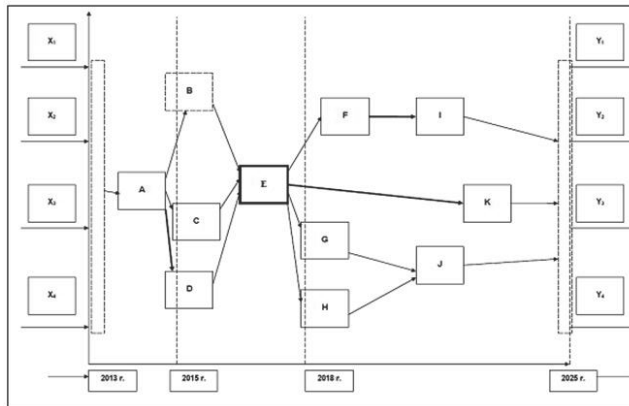 X₁
Y₁
B
X₂
F
I
Y₂
A
E
X₃
C
K
Y₃
G
J
X₄
D
H
Y₄
2013 г.
2015 г.
2018 г.
2025 г.